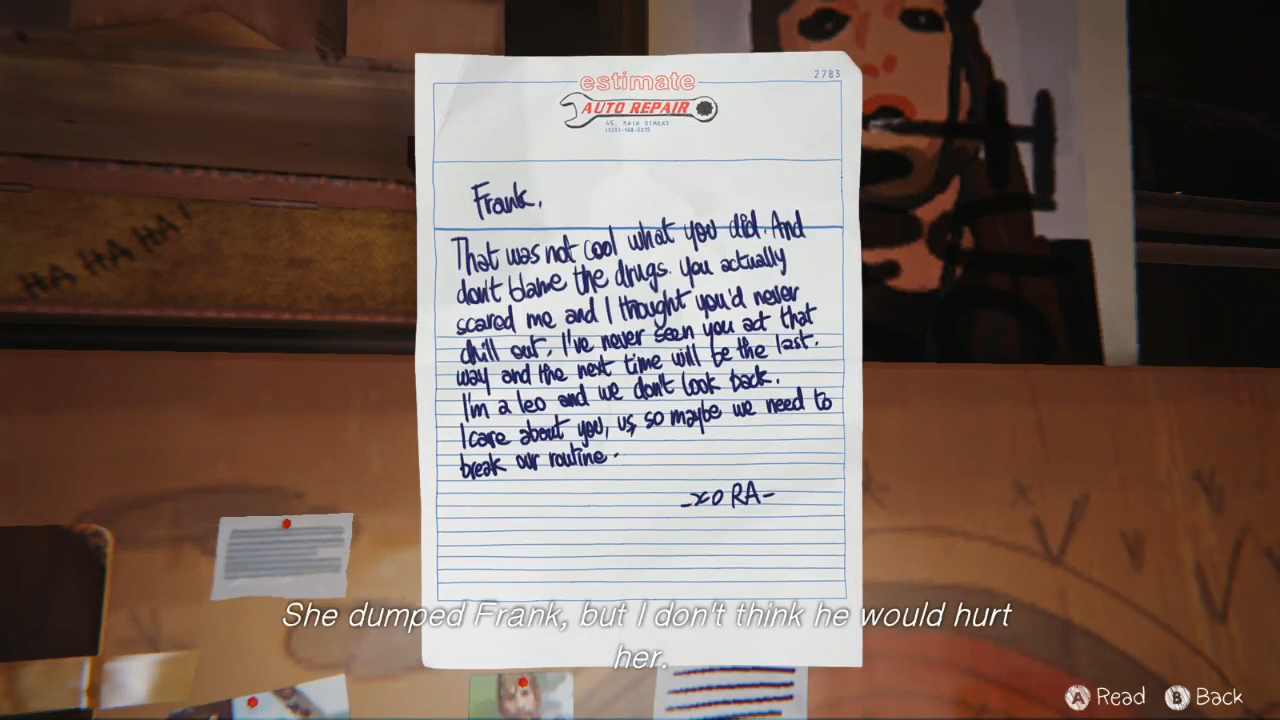 estimate
2783
AUTO REPAIR
45. MAIN STREET
HA HA HA!
Frank,
That was not cool what you did. And
don't blame the drugs. You actually
scared me and I thought you'd never
chill out. I've never seen you act that
way and the next time will be the last.
I'm a leo and we don't look back.
I care about you, us, so maybe we need to
break our routine.
-xo RA-
She dumped Frank, but I don't think he would hurt
her.
A Read B Back